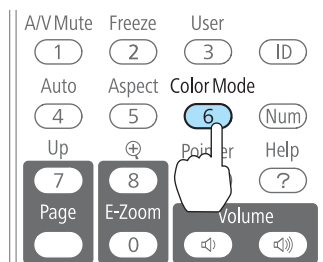 A/V Mute Freeze User
1 2 3 ID
Auto Aspect Color Mode
4 5 6 Num
Up Pointer Help
7 8 ?
Page E-Zoom Volume
0